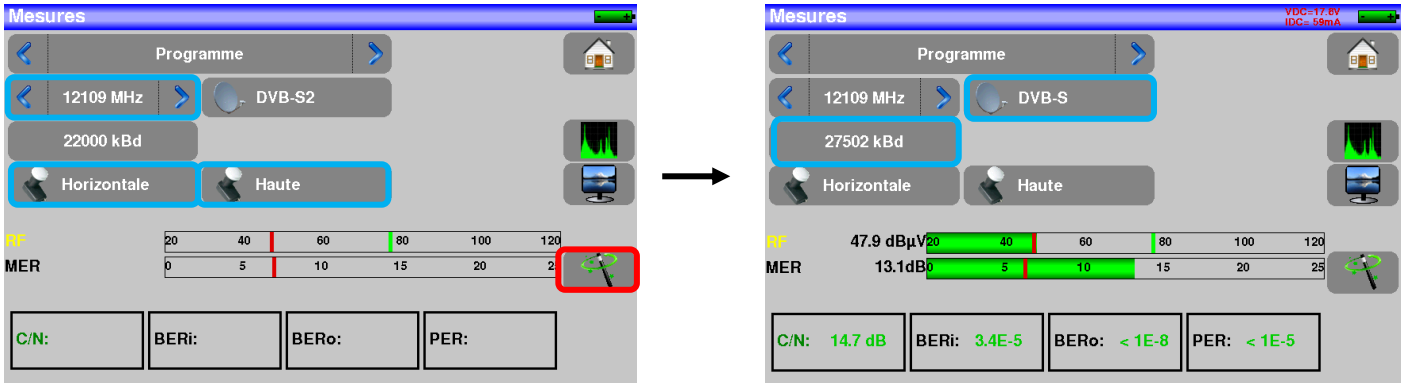 Mesures
Programme
12109 MHz DVB-S2
22000 kBd
Horizontale Haute
RF 20 40 60 80 100 120
MER 0 5 10 15 20 25
C/N: BERi: BERo: PER:
Mesures VDC=17.8V
IDC= 59mA
Programme
12109 MHz DVB-S
27502 kBd
Horizontale Haute
RF 47.9 dBµV 20 40 60 80 100 120
MER 13.1dB 0 5 10 15 20 25
C/N: 14.7 dB BERi: 3.4E-5 BERo: < 1E-8 PER: < 1E-5